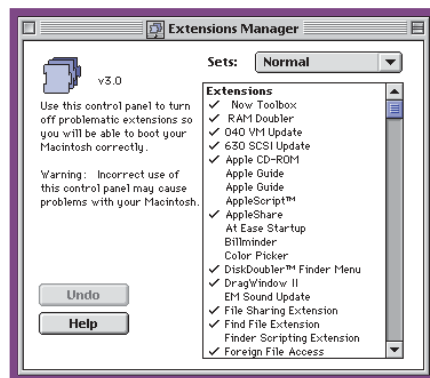 Extensions Manager
v3.0
Use this control panel to turn
off problematic extensions so
you will be able to boot your
Macintosh correctly.
Warning: Incorrect use of
this control panel may cause
problems with your Macintosh.
Undo
Help
Sets: Normal
Extensions
✓ Now Toolbox
✓ RAM Doubler
✓ 040 VM Update
✓ 630 SCSI Update
✓ Apple CD-ROM
Apple Guide
Apple Guide
AppleScript™
✓ AppleShare
At Ease Startup
Billminder
Color Picker
✓ DiskDoubler™ Finder Menu
✓ DragWindow II
EM Sound Update
✓ File Sharing Extension
✓ Find File Extension
Finder Scripting Extension
✓ Foreign File Access